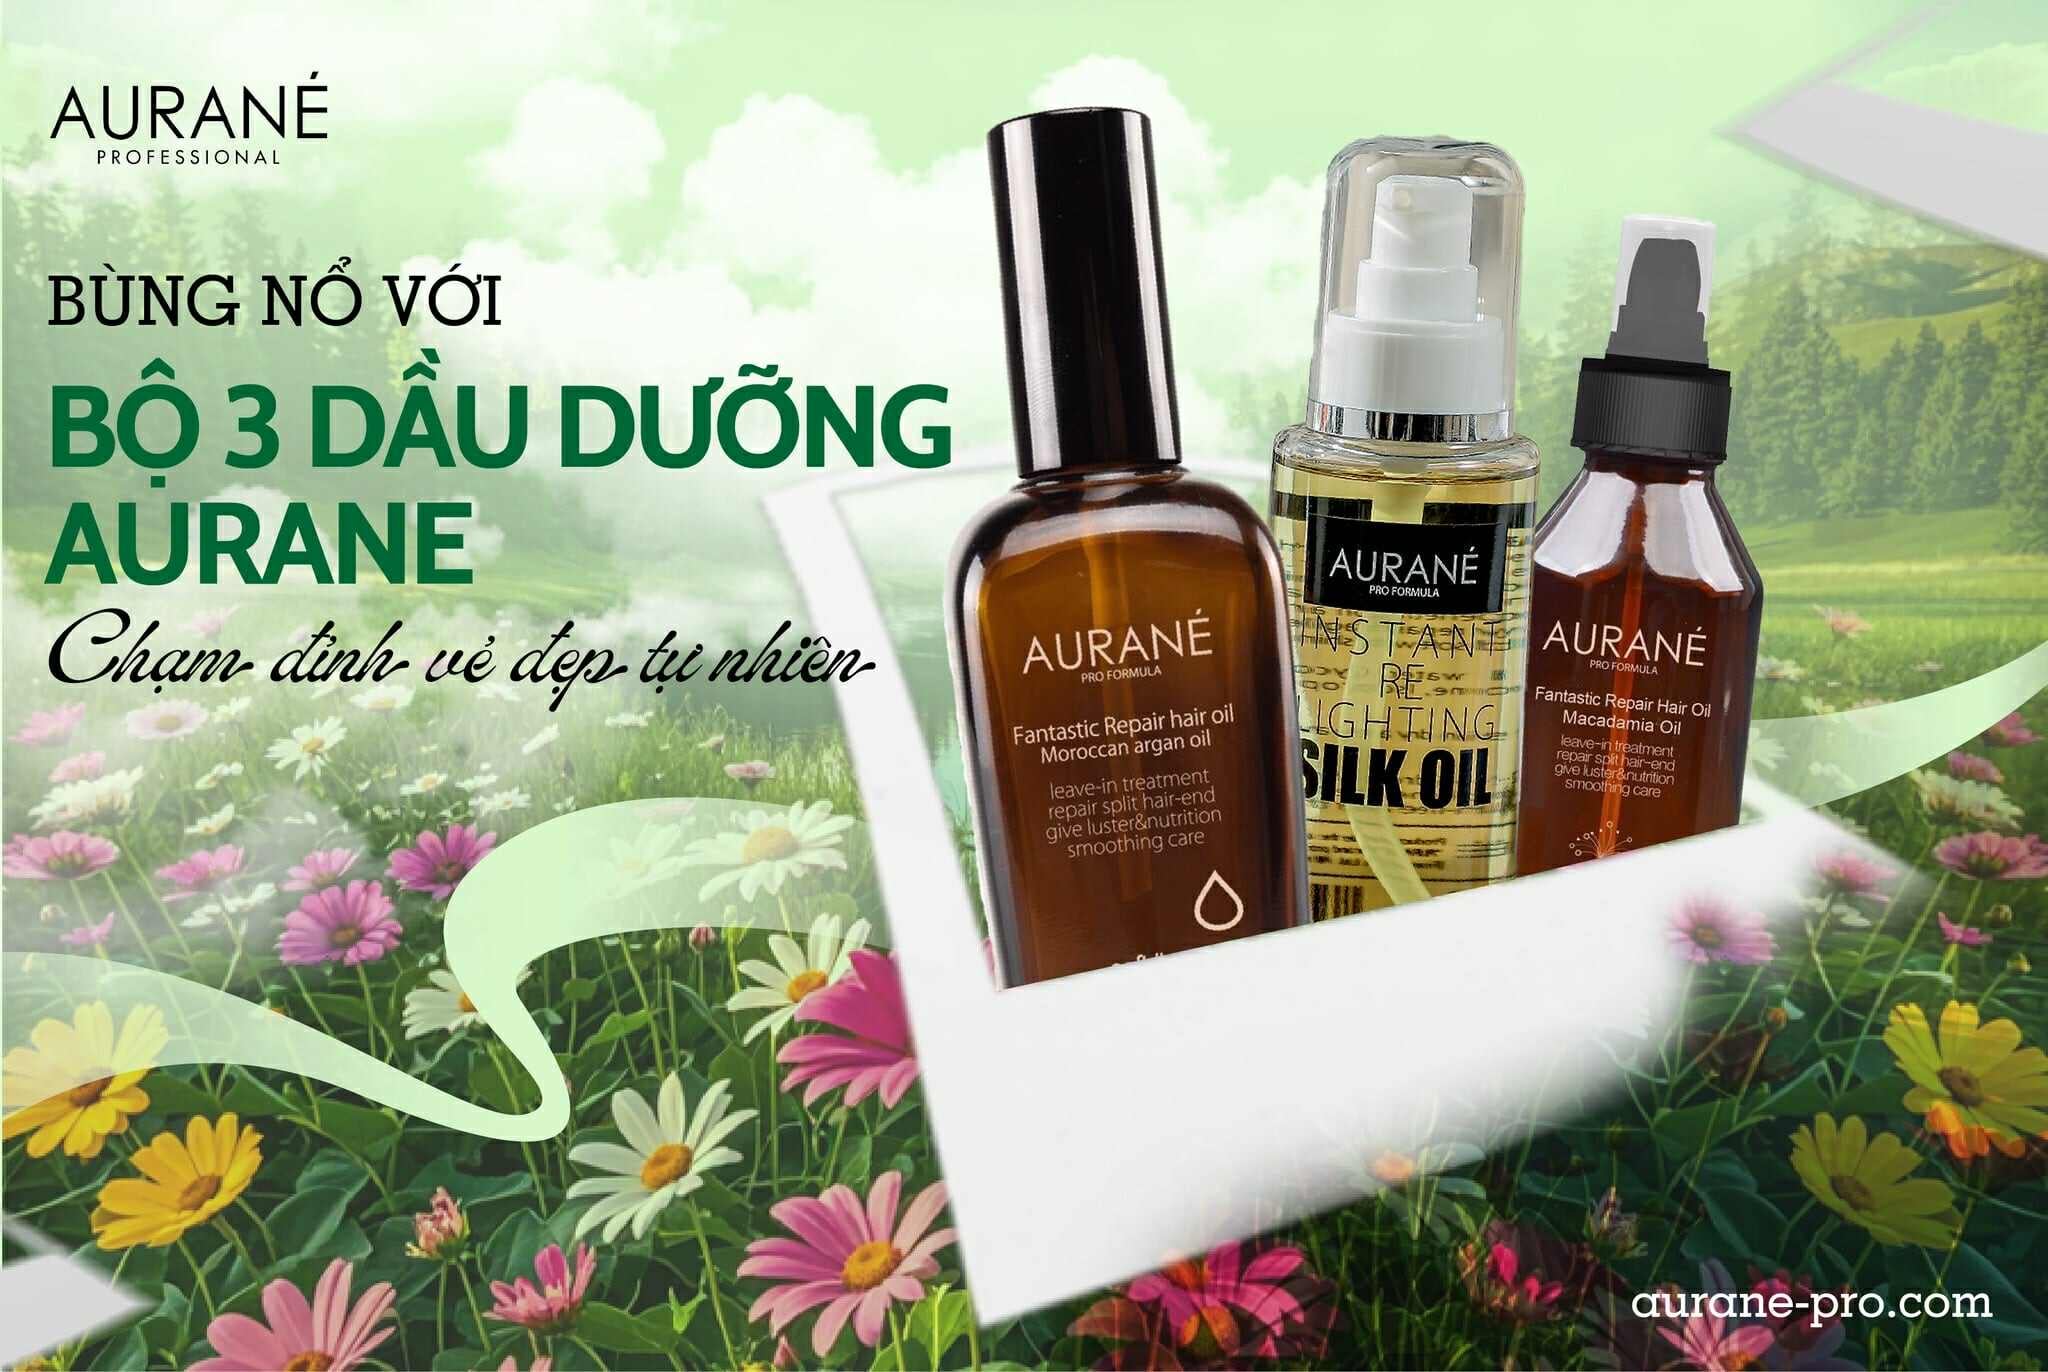 AURANÉ
PROFESSIONAL
BÙNG NỔ VỚI
BỘ 3 DẦU DƯỠNG
AURANE
Chạm đỉnh vẻ đẹp tự nhiên
AURANÉ
PRO FORMULA
Fantastic Repair hair oil
Moroccan argan oil
leave-in treatment
repair split hair-end
give luster&nutrition
smoothing care
AURANÉ
PRO FORMULA
INSTANT
RE
LIGHTING
SILK OIL
AURANÉ
PRO FORMULA
Fantastic Repair Hair Oil
Macadamia Oil
leave-in treatment
repair split hair-end
give luster&nutrition
smoothing care
aurane-pro.com